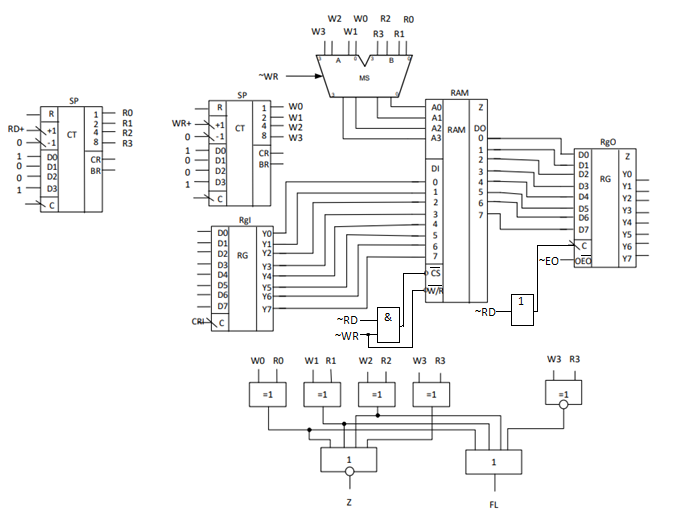 W2 W0 R2 R0
W3 W1 R3 R1
3 A 0 3 B 0
MS
~WR
3 0
SP
R
RD+ +1
0 -1
CT
1 R0
2 R1
4 R2
8 R3
1 D0
0 D1
0 D2
1 D3
CR
BR
C
SP
R
WR+ +1
0 -1
CT
1 W0
2 W1
4 W2
8 W3
1 D0
0 D1
0 D2
1 D3
CR
BR
C
RAM
A0 Z
A1 RAM
A2 DO
A3 0
1
2
3
4
5
6
7
DI
0
1
2
3
4
5
6
7
CS
W/R
RgO
D0 Z
D1 RG
D2 Y0
D3 Y1
D4 Y2
D5 Y3
D6 Y4
D7 Y5
C Y6
~EO OEO Y7
RgI
D0 Y0
D1 RG Y1
D2 Y2
D3 Y3
D4 Y4
D5 Y5
D6 Y6
D7 Y7
CRI C
~RD &
~WR
~RD 1
W0 R0 W1 R1 W2 R2 W3 R3 W3 R3
=1 =1 =1 =1 =1
1 1
Z FL